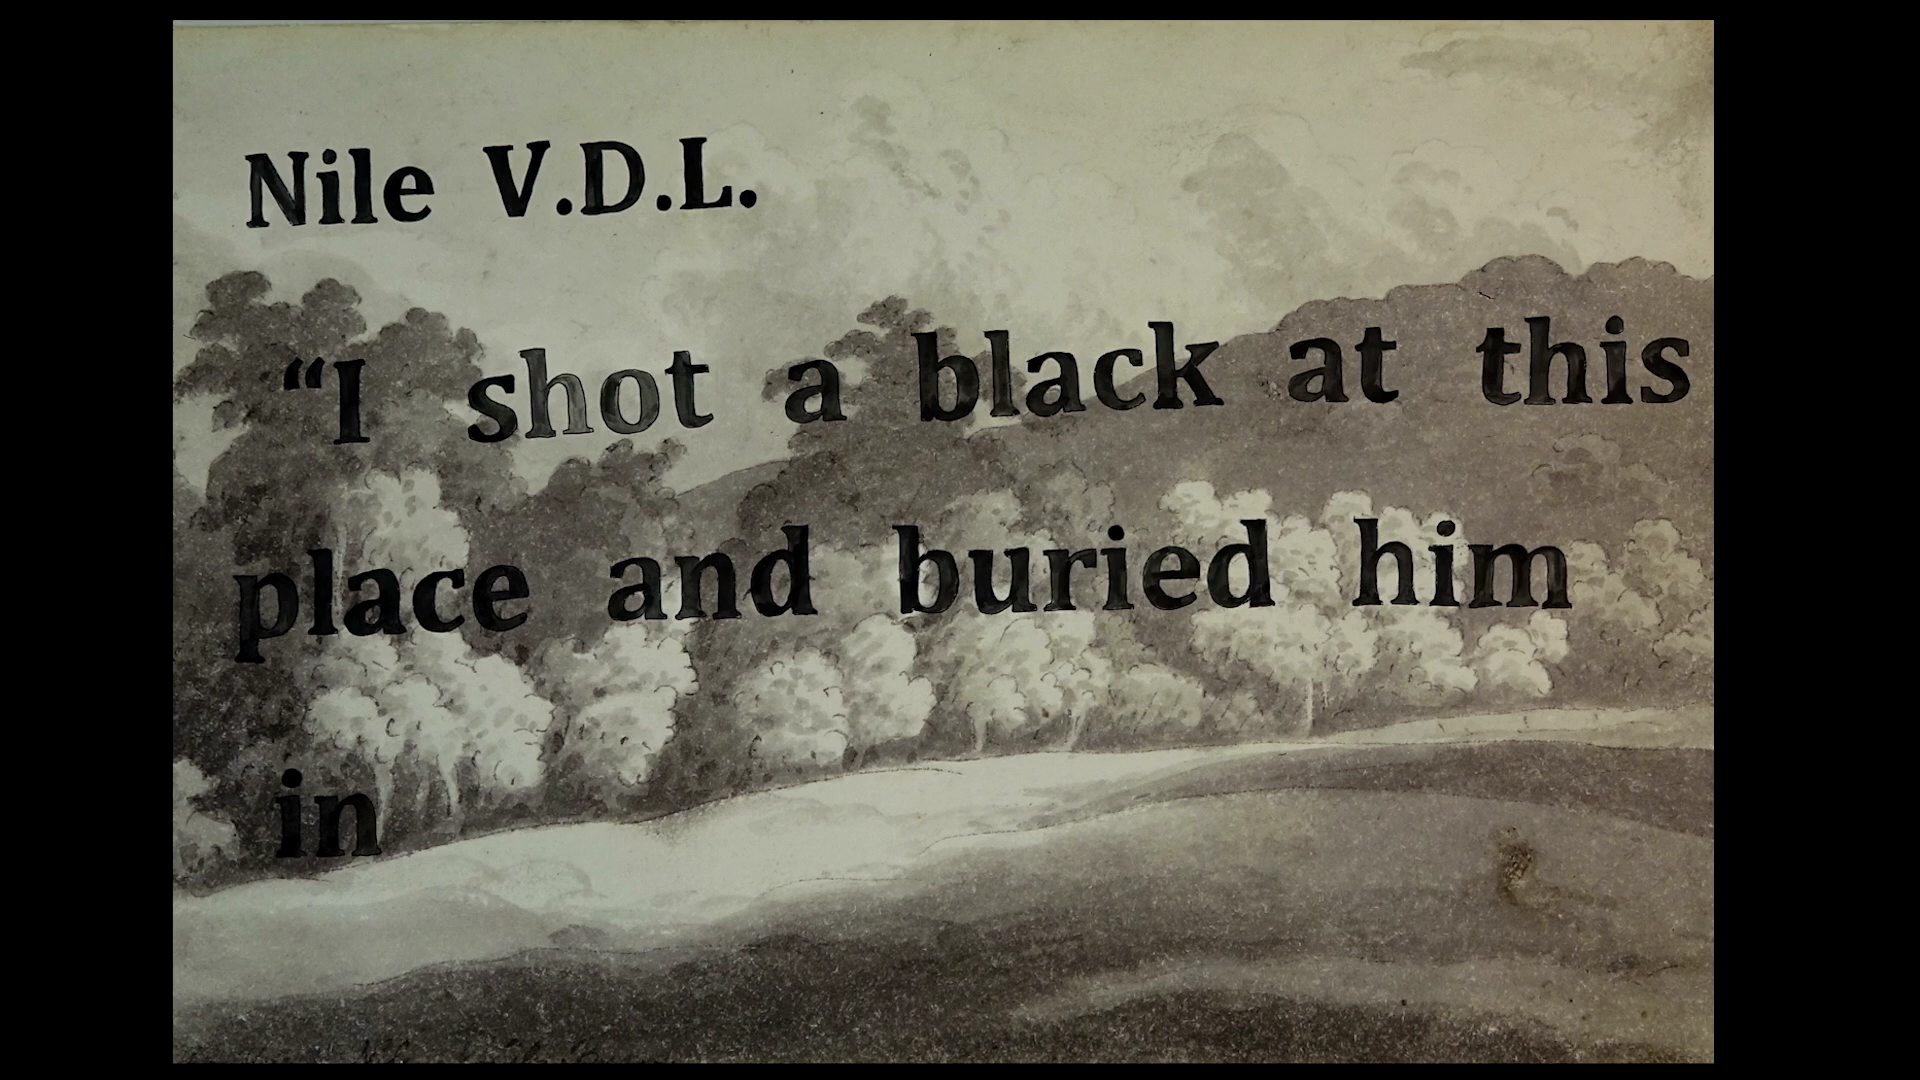 Nile V.D.L.
“I shot a black at this
place and buried him
in